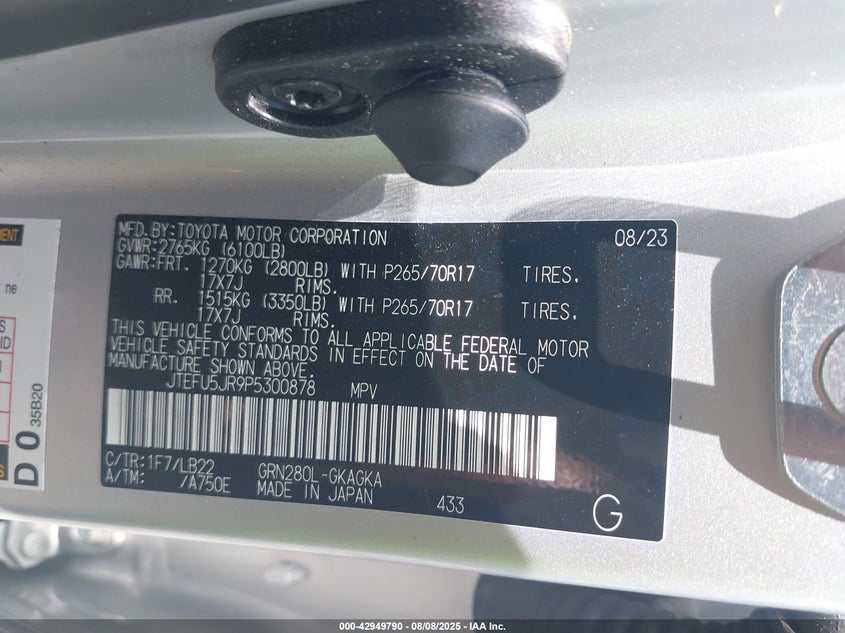 MFD.BY:TOYOTA MOTOR CORPORATION 08/23
GVWR:2765KG (6100LB)
GAWR:FRT. 1270KG (2800LB) WITH P265/70R17 TIRES.
17X7J RIMS.
RR. 1515KG (3350LB) WITH P265/70R17 TIRES.
17X7J RIMS.
THIS VEHICLE CONFORMS TO ALL APPLICABLE FEDERAL MOTOR
VEHICLE SAFETY STANDARDS IN EFFECT ON THE DATE OF
MANUFACTURE SHOWN ABOVE.
JTEFU5JR9P5300878 MPV
C/TR:1F7/LB22 GRN280L-GKAGKA
A/TM: /A750E MADE IN JAPAN 433
G
MENT
ne
S
ID
D 0 35B20
S
000-42949790 - 08/08/2025 - IAA Inc.